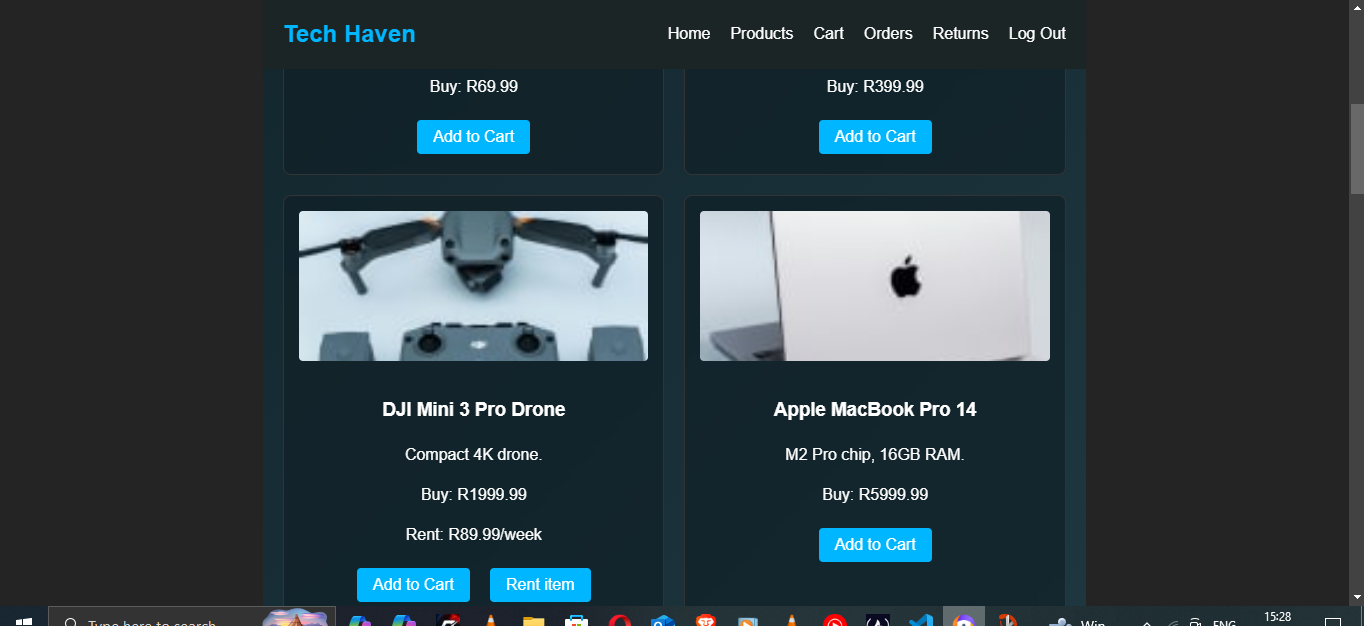 Tech Haven
Home Products Cart Orders Returns Log Out
Buy: R69.99
Buy: R399.99
Add to Cart
Add to Cart
DJI Mini 3 Pro Drone
Compact 4K drone.
Buy: R1999.99
Rent: R89.99/week
Add to Cart Rent item
Apple MacBook Pro 14
M2 Pro chip, 16GB RAM.
Buy: R5999.99
Add to Cart
Type here to search
Win
ENG
15:28